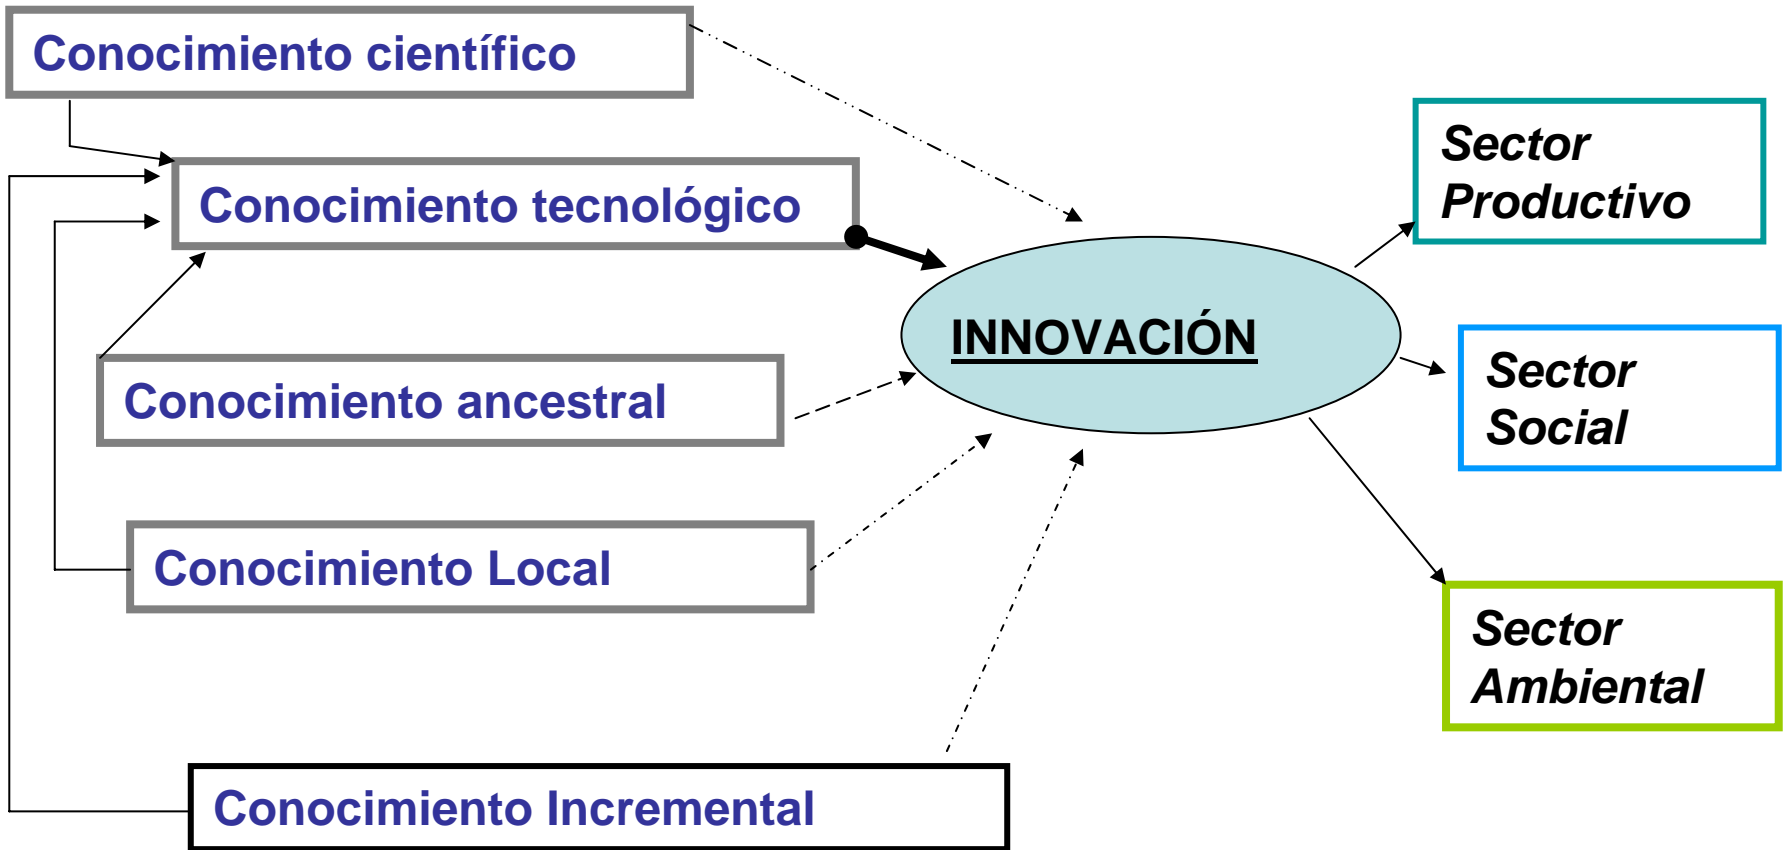 Conocimiento científico
Conocimiento tecnológico
Conocimiento ancestral
Conocimiento Local
Conocimiento Incremental
INNOVACIÓN
Sector
Productivo
Sector
Social
Sector
Ambiental